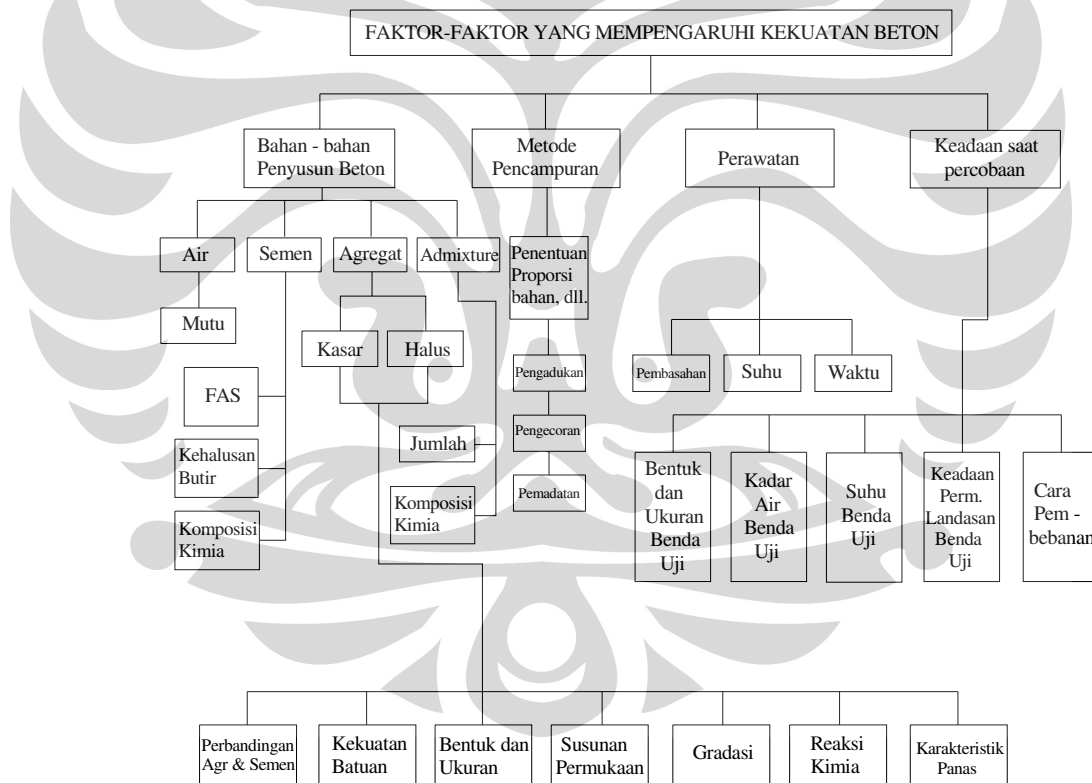 FAKTOR-FAKTOR YANG MEMPENGARUHI KEKUATAN BETON
Bahan - bahan
Penyusun Beton
Metode
Pencampuran
Perawatan
Keadaan saat
percobaan
Air
Semen
Agregat
Admixture
Penentuan
Proporsi
bahan, dll.
Mutu
Kasar
Halus
Pengadukan
Pembasahan
Suhu
Waktu
FAS
Pengecoran
Jumlah
Kehalusan
Butir
Pemadatan
Komposisi
Kimia
Komposisi
Kimia
Bentuk
dan
Ukuran
Benda
Uji
Kadar
Air
Benda
Uji
Suhu
Benda
Uji
Keadaan
Perm.
Landasan
Benda
Uji
Cara
Pem -
bebanan
Perbandingan
Agr & Semen
Kekuatan
Batuan
Bentuk dan
Ukuran
Susunan
Permukaan
Gradasi
Reaksi
Kimia
Karakteristik
Panas